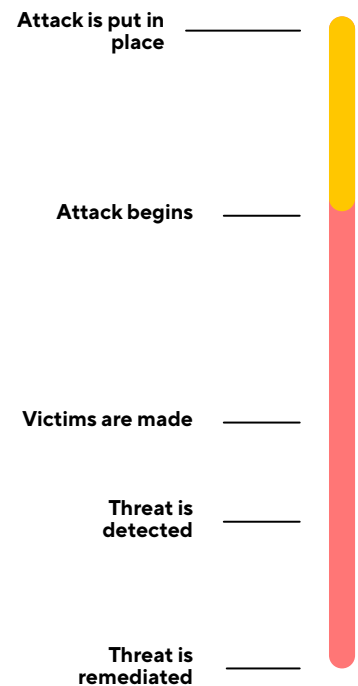 Attack is put in
place
Attack begins
Victims are made
Threat is
detected
Threat is
remediated